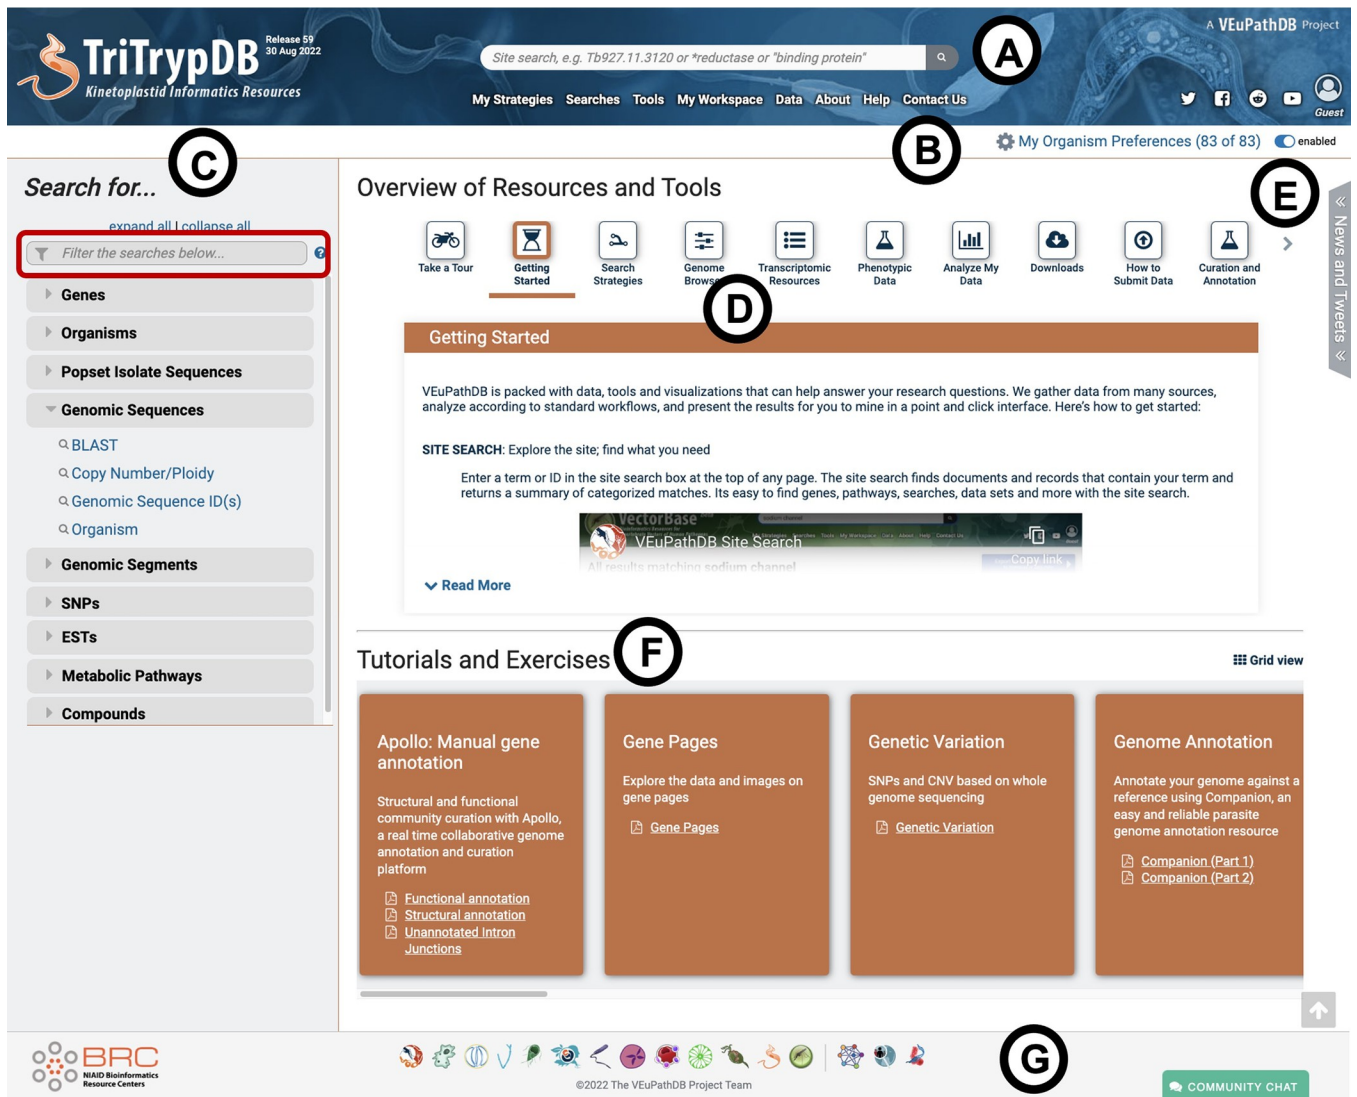 A VEuPathDB Project
TriTrypDB
Release 59
30 Aug 2022
Kinetoplastid Informatics Resources
Site search, e.g. Tb927.11.3120 or *reductase or "binding protein"
A
My Strategies Searches Tools My Workspace Data About Help Contact Us
Guest
B
My Organism Preferences (83 of 83) enabled
C
Search for...
expand all | collapse all
Filter the searches below...
?
Genes
Organisms
Popset Isolate Sequences
Genomic Sequences
BLAST
Copy Number/Ploidy
Genomic Sequence ID(s)
Organism
Genomic Segments
SNPs
ESTs
Metabolic Pathways
Compounds
Overview of Resources and Tools
E
News and Tweets
Take a Tour
Getting Started
Search Strategies
Genome
Transcriptomic Resources
Phenotypic Data
Analyze My Data
Downloads
How to Submit Data
Curation and Annotation
D
Getting Started
VEuPathDB is packed with data, tools and visualizations that can help answer your research questions. We gather data from many sources,
analyze according to standard workflows, and present the results for you to mine in a point and click interface. Here's how to get started:
SITE SEARCH: Explore the site; find what you need
Enter a term or ID in the site search box at the top of any page. The site search finds documents and records that contain your term and
returns a summary of categorized matches. Its easy to find genes, pathways, searches, data sets and more with the site search.
VectorBase
VEuPathDB Site Search
All results matching sodium channel
Copy link
Read More
Tutorials and Exercises
F
Grid view
Apollo: Manual gene
annotation
Structural and functional
community curation with Apollo,
a real time collaborative genome
annotation and curation
platform
Functional annotation
Structural annotation
Unannotated Intron
Junctions
Gene Pages
Explore the data and images on
gene pages
Gene Pages
Genetic Variation
SNPs and CNV based on whole
genome sequencing
Genetic Variation
Genome Annotation
Annotate your genome against a
reference using Companion, an
easy and reliable parasite
genome annotation resource
Companion (Part 1)
Companion (Part 2)
BRC
NIAID Bioinformatics
Resource Centers
©2022 The VEuPathDB Project Team
G
COMMUNITY CHAT